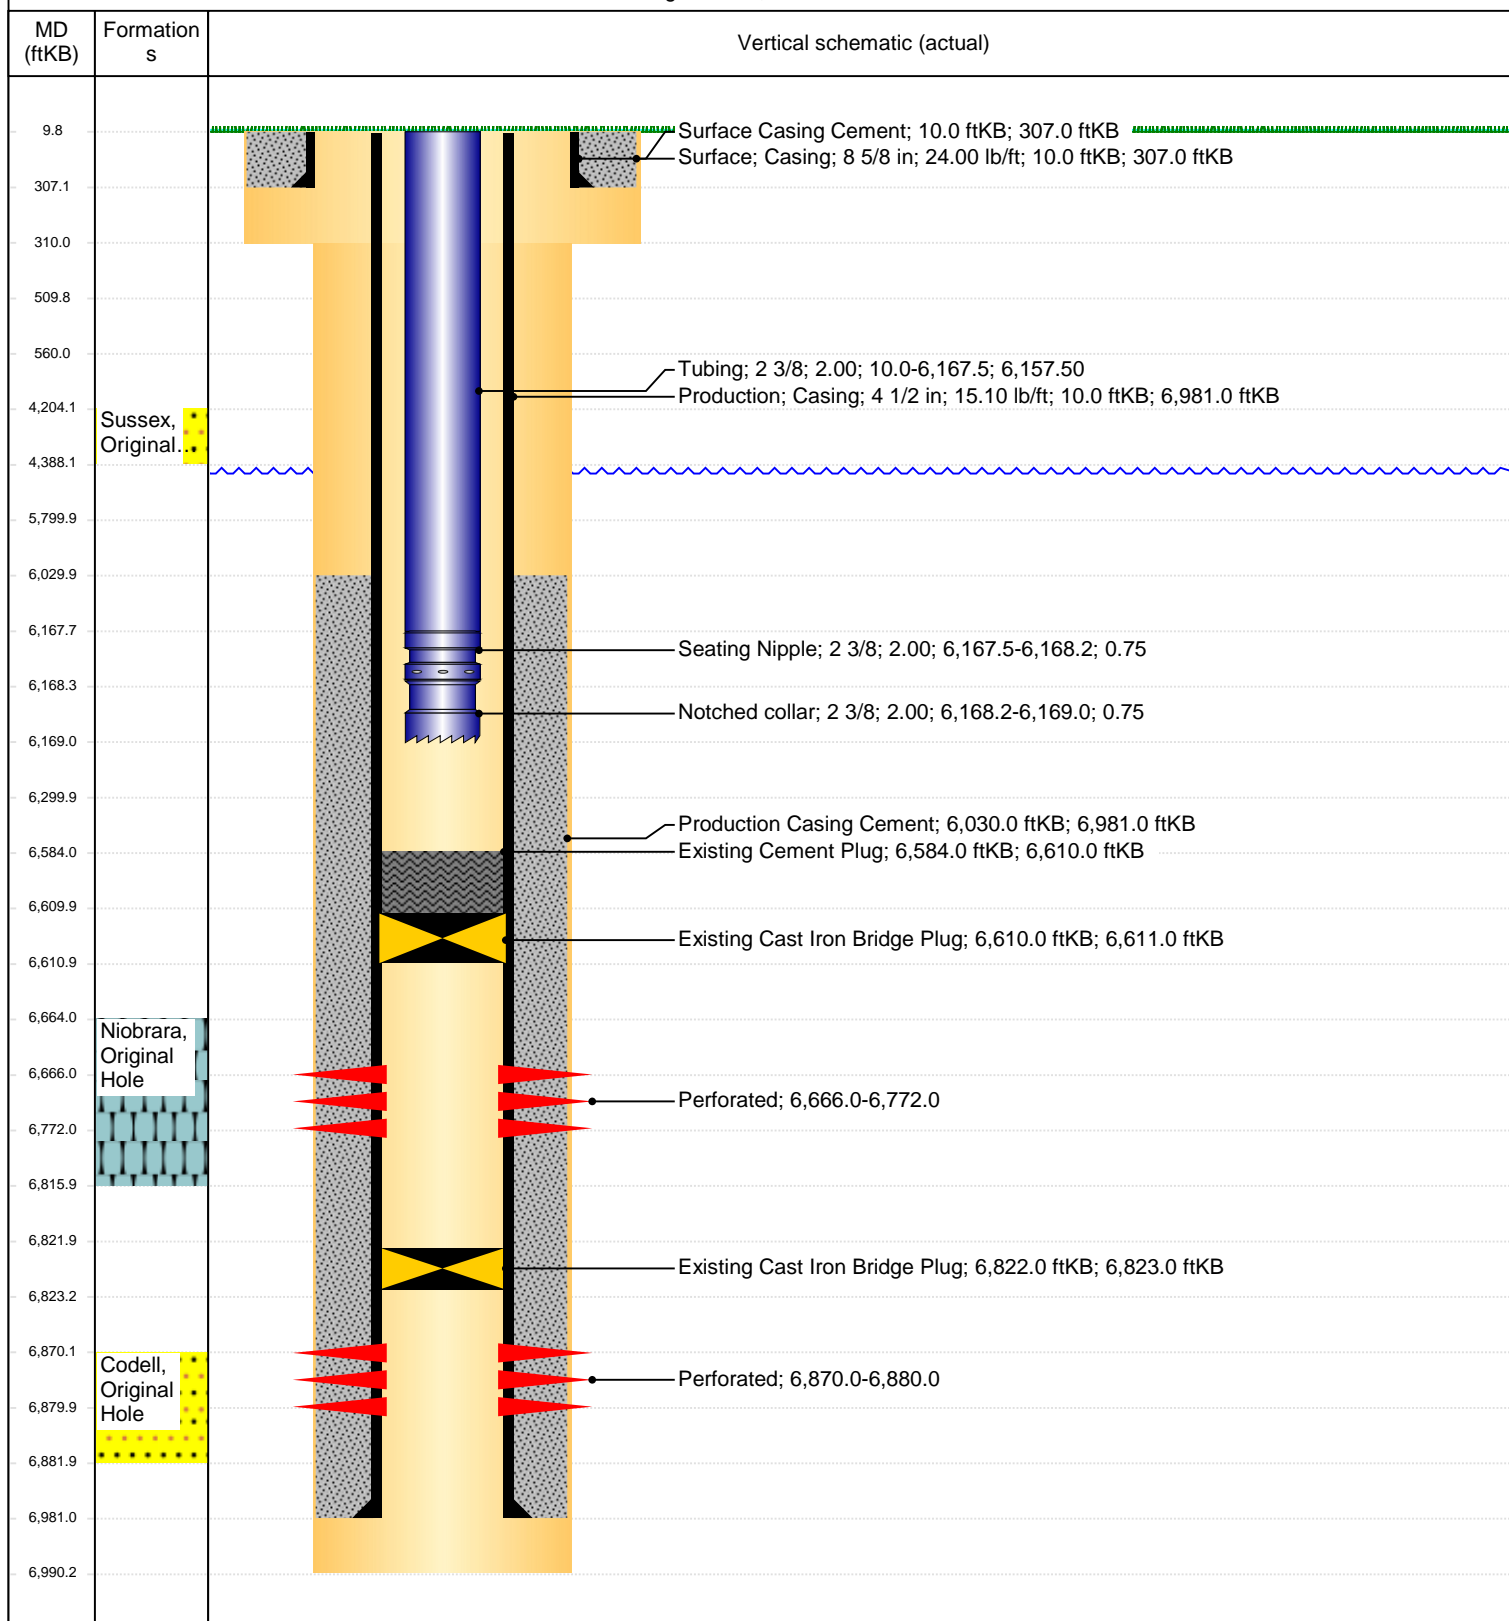 MD
(ftKB)
Formation
s
Vertical schematic (actual)
9.8
Surface Casing Cement; 10.0 ftKB; 307.0 ftKB
Surface; Casing; 8 5/8 in; 24.00 lb/ft; 10.0 ftKB; 307.0 ftKB
307.1
310.0
509.8
560.0
Tubing; 2 3/8; 2.00; 10.0-6,167.5; 6,157.50
Production; Casing; 4 1/2 in; 15.10 lb/ft; 10.0 ftKB; 6,981.0 ftKB
4,204.1
Sussex,
Original...
4,388.1
5,799.9
6,029.9
6,167.7
Seating Nipple; 2 3/8; 2.00; 6,167.5-6,168.2; 0.75
6,168.3
Notched collar; 2 3/8; 2.00; 6,168.2-6,169.0; 0.75
6,169.0
6,299.9
Production Casing Cement; 6,030.0 ftKB; 6,981.0 ftKB
6,584.0
Existing Cement Plug; 6,584.0 ftKB; 6,610.0 ftKB
6,609.9
Existing Cast Iron Bridge Plug; 6,610.0 ftKB; 6,611.0 ftKB
6,610.9
6,664.0
Niobrara,
Original
Hole
6,666.0
Perforated; 6,666.0-6,772.0
6,772.0
6,815.9
6,821.9
Existing Cast Iron Bridge Plug; 6,822.0 ftKB; 6,823.0 ftKB
6,823.2
6,870.1
Codell,
Original
Hole
Perforated; 6,870.0-6,880.0
6,879.9
6,881.9
6,981.0
6,990.2